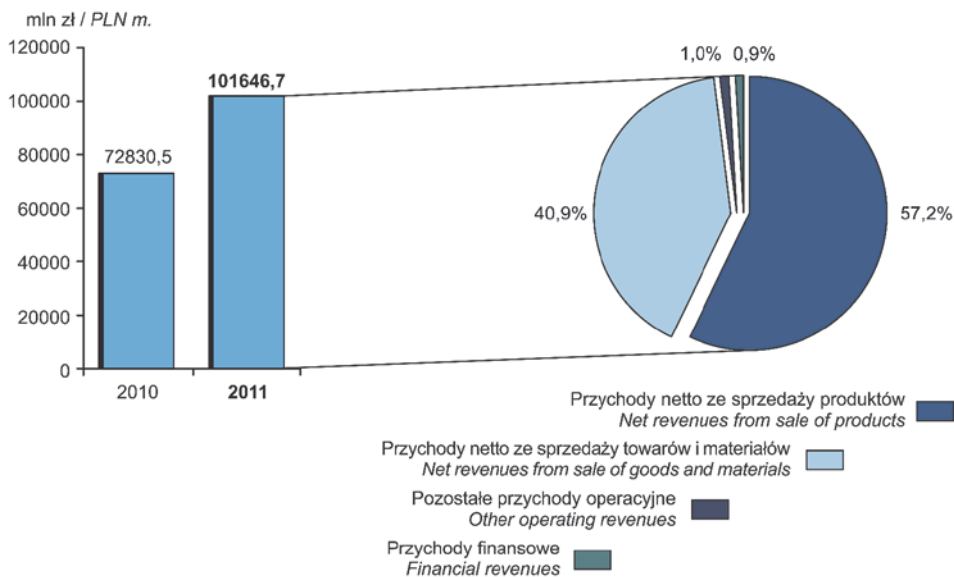 mln zł / PLN m.
120000
100000
80000
60000
40000
20000
0
72830,5
101646,7
2010
2011
1,0%
0,9%
40,9%
57,2%
Przychody netto ze sprzedaży produktów
Net revenues from sale of products
Przychody netto ze sprzedaży towarów i materiałów
Net revenues from sale of goods and materials
Pozostałe przychody operacyjne
Other operating revenues
Przychody finansowe
Financial revenues